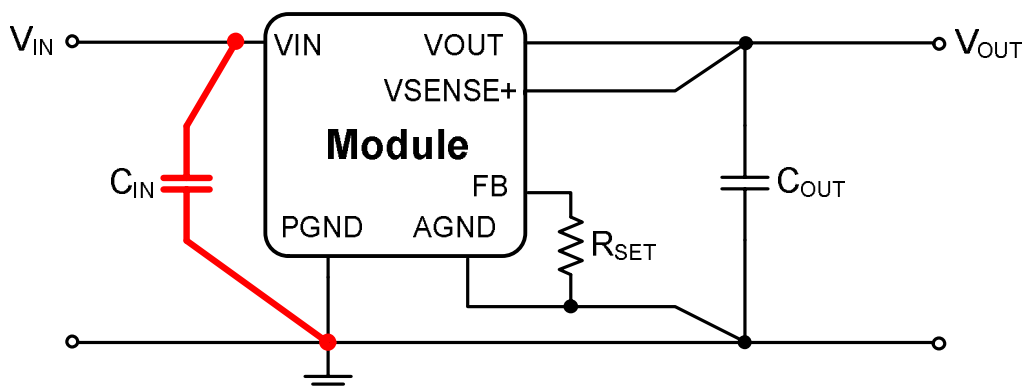 VIN VIN VOUT VOUT
VSENSE+
Module
CIN FB COUT
PGND AGND RSET